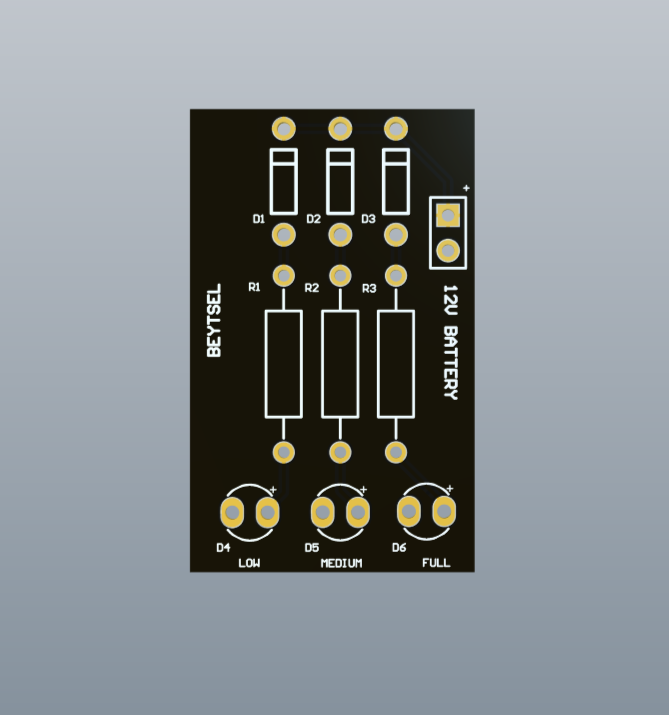 D1
D2
D3
+
R1
R2
R3
BEYTSEL
12V BATTERY
+
+
+
D4
D5
D6
LOW
MEDIUM
FULL